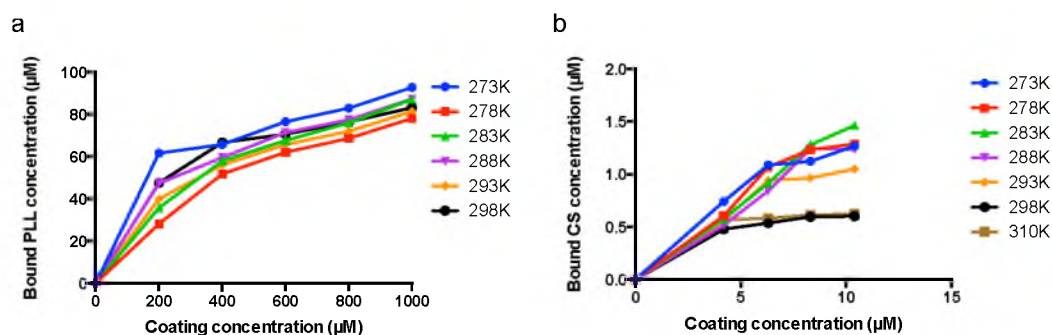 a
b
Bound PLL concentration (µM)
100
80
60
40
20
0
0
200
400
600
800
1000
Coating concentration (µM)
273K
278K
283K
288K
293K
298K
Bound CS concentration (µM)
2.0
1.5
1.0
0.5
0.0
0
5
10
15
Coating concentration (µM)
273K
278K
283K
288K
293K
298K
310K